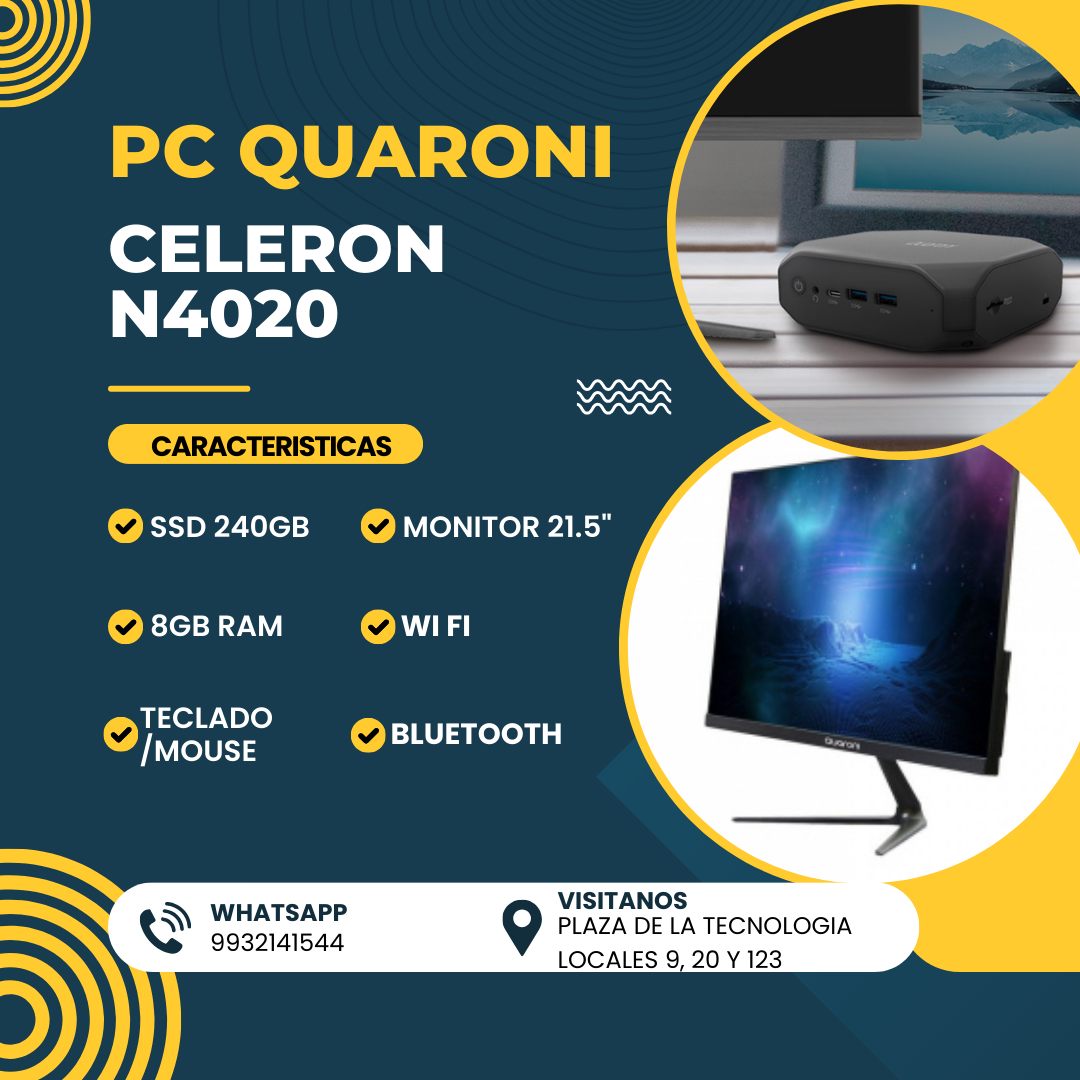 PC QUARONI
CELERON
N4020
CARACTERISTICAS
SSD 240GB
MONITOR 21.5"
8GB RAM
WI FI
TECLADO
/MOUSE
BLUETOOTH
Quaroni
WHATSAPP
9932141544
VISITANOS
PLAZA DE LA TECNOLOGIA
LOCALES 9, 20 Y 123